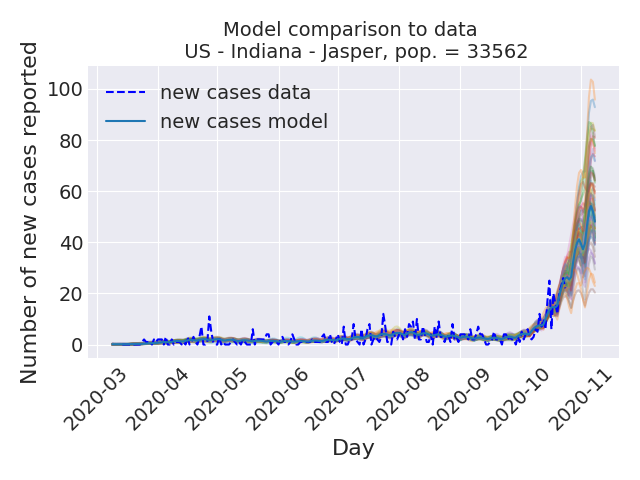 Model comparison to data
US - Indiana - Jasper, pop. = 33562
Number of new cases reported
100
80
60
40
20
0
new cases data
new cases model
2020-03
2020-04
2020-05
2020-06
2020-07
2020-08
2020-09
2020-10
2020-11
Day